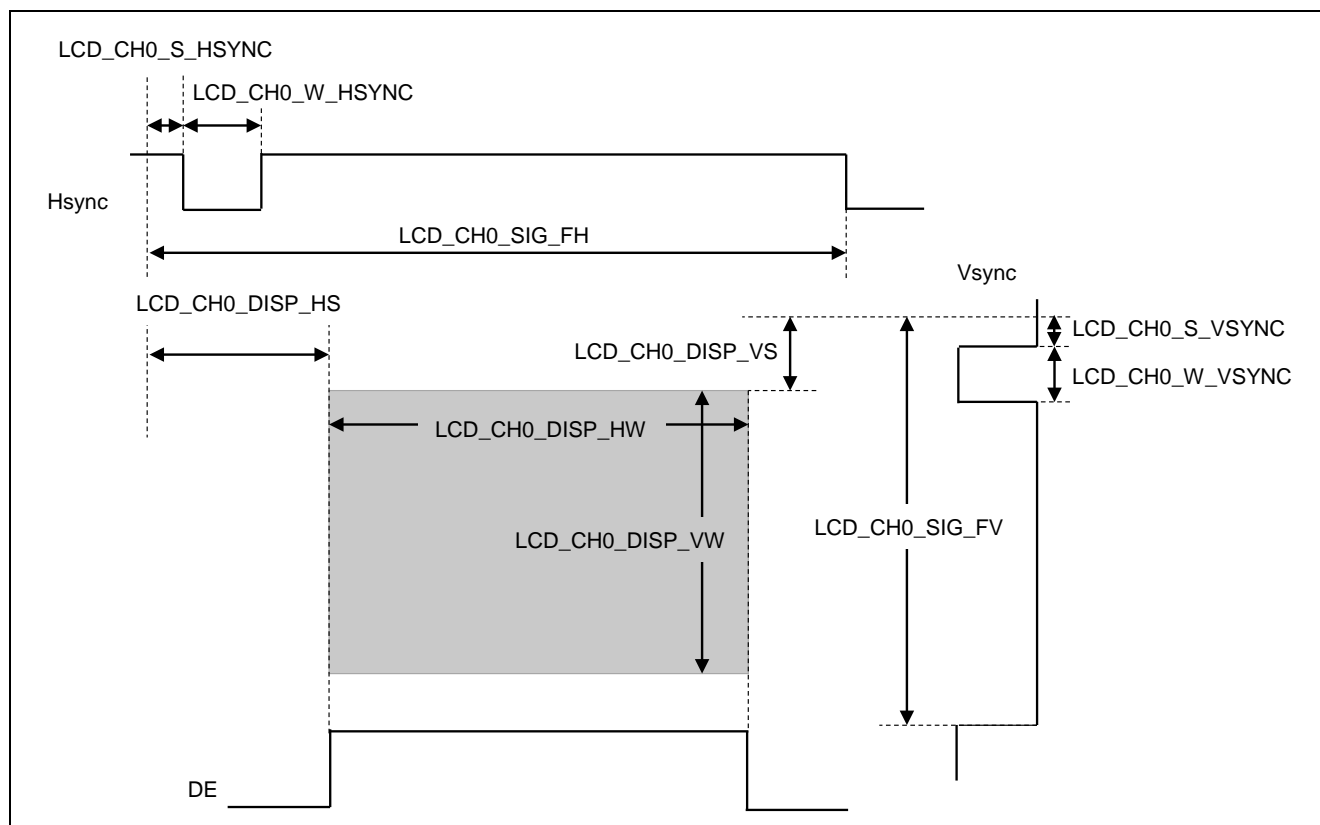 LCD_CH0_S_HSYNC
LCD_CH0_W_HSYNC
Hsync
LCD_CH0_SIG_FH
Vsync
LCD_CH0_DISP_HS
LCD_CH0_S_VSYNC
LCD_CH0_DISP_VS
LCD_CH0_W_VSYNC
LCD_CH0_DISP_HW
LCD_CH0_SIG_FV
LCD_CH0_DISP_VW
DE